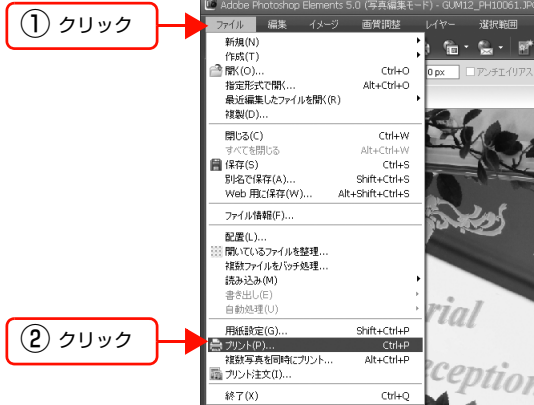 Adobe Photoshop Elements 5.0 (写真編集モード) - GUM12_PH10061.JPG
① クリック
ファイル 編集 イメージ 画質調整 レイヤー 選択範囲
新規(N)
作成(T)
開く(O)... Ctrl+O
0 px アンチエイリアス
指定形式で開く... Alt+Ctrl+O
最近編集したファイルを開く(R)
複製(D)...
閉じる(C) Ctrl+W
すべてを閉じる Alt+Ctrl+W
保存(S) Ctrl+S
別名で保存(A)... Shift+Ctrl+S
Web 用に保存(W)... Alt+Shift+Ctrl+S
ファイル情報(F)...
配置(L)...
開いているファイルを整理...
複数ファイルをバッチ処理...
読み込み(M)
書き出し(E)
自動処理(U)
rial
② クリック
用紙設定(G)... Shift+Ctrl+P
プリント(P)... Ctrl+P
複数写真を同時にプリント... Alt+Ctrl+P
プリント注文(I)...
ception
終了(X) Ctrl+Q